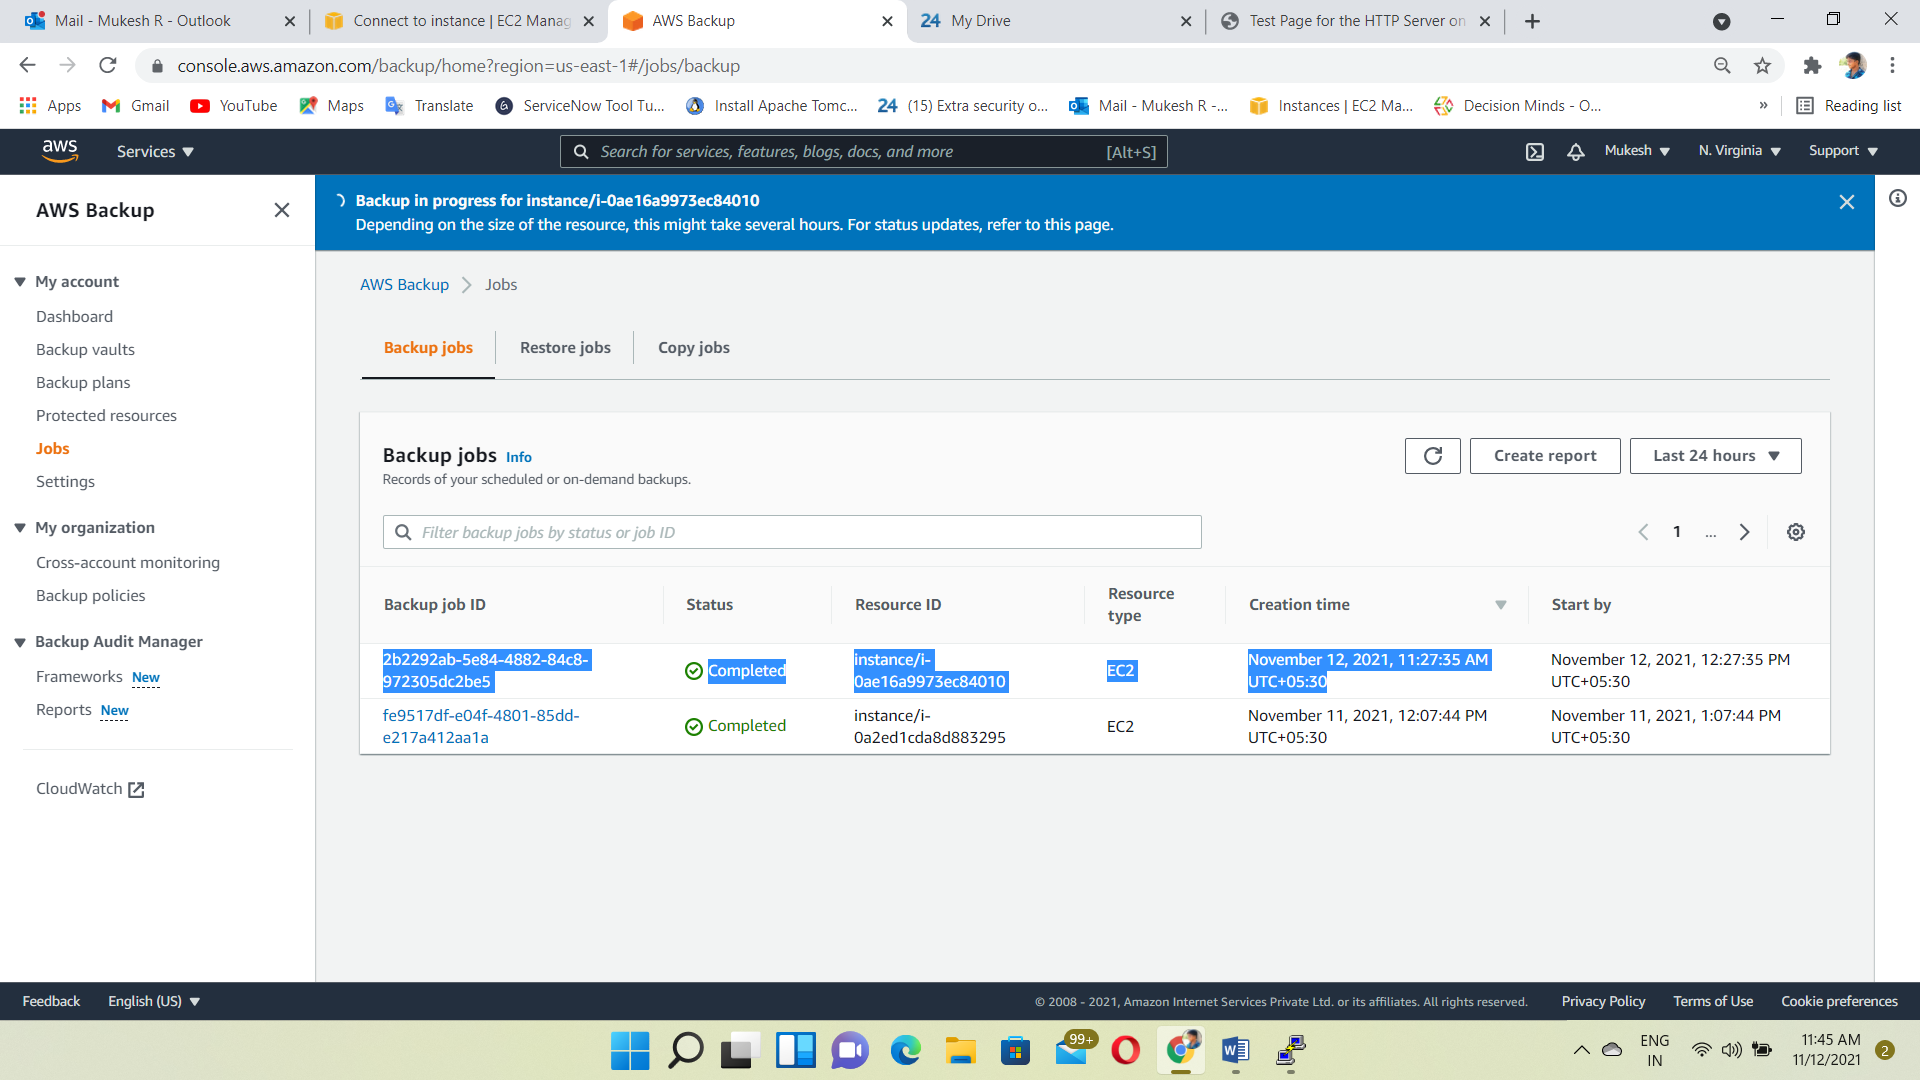 Mail - Mukesh R - Outlook
Connect to instance | EC2 Manag
AWS Backup
24 My Drive
Test Page for the HTTP Server on
console.aws.amazon.com/backup/home?region=us-east-1#/jobs/backup
Apps
Gmail
YouTube
Maps
Translate
ServiceNow Tool Tu...
Install Apache Tomc...
24 (15) Extra security o...
Mail - Mukesh R -...
Instances | EC2 Ma...
Decision Minds - O...
»
Reading list
aws
Services
Search for services, features, blogs, docs, and more [Alt+S]
Mukesh
N. Virginia
Support
AWS Backup
My account
Dashboard
Backup vaults
Backup plans
Protected resources
Jobs
Settings
My organization
Cross-account monitoring
Backup policies
Backup Audit Manager
Frameworks New
Reports New
CloudWatch
Backup in progress for instance/i-0ae16a9973ec84010
Depending on the size of the resource, this might take several hours. For status updates, refer to this page.
AWS Backup > Jobs
Backup jobs
Restore jobs
Copy jobs
Backup jobs Info
Records of your scheduled or on-demand backups.
Create report
Last 24 hours
Filter backup jobs by status or job ID
1 ...
Backup job ID
Status
Resource ID
Resource
type
Creation time
Start by
2b2292ab-5e84-4882-84c8-
972305dc2be5
Completed
instance/i-
0ae16a9973ec84010
EC2
November 12, 2021, 11:27:35 AM
UTC+05:30
November 12, 2021, 12:27:35 PM
UTC+05:30
fe9517df-e04f-4801-85dd-
e217a412aa1a
Completed
instance/i-
0a2ed1cda8d883295
EC2
November 11, 2021, 12:07:44 PM
UTC+05:30
November 11, 2021, 1:07:44 PM
UTC+05:30
Feedback
English (US)
© 2008 - 2021, Amazon Internet Services Private Ltd. or its affiliates. All rights reserved.
Privacy Policy
Terms of Use
Cookie preferences
99+
ENG
IN
11:45 AM
11/12/2021
2